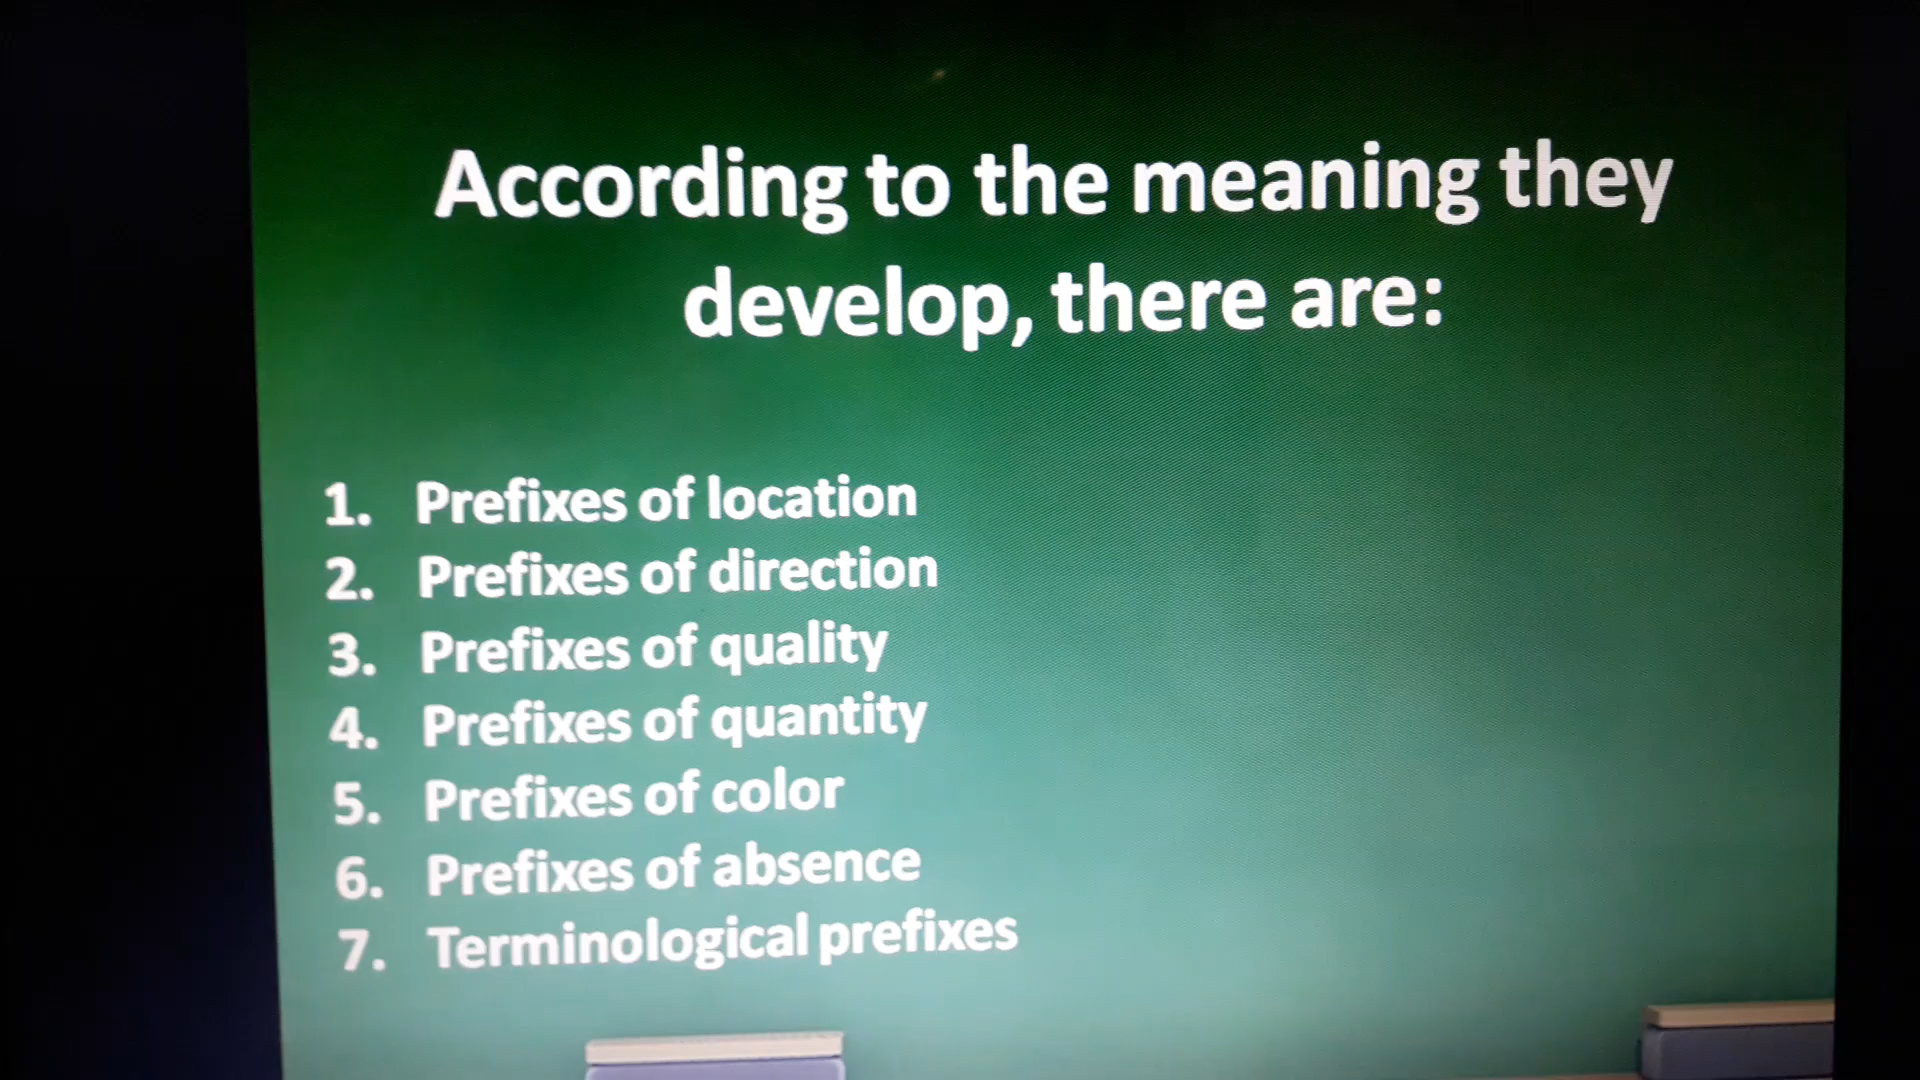 According to the meaning they
develop, there are:
1. Prefixes of location
2. Prefixes of direction
3. Prefixes of quality
4. Prefixes of quantity
5. Prefixes of color
6. Prefixes of absence
7. Terminological prefixes